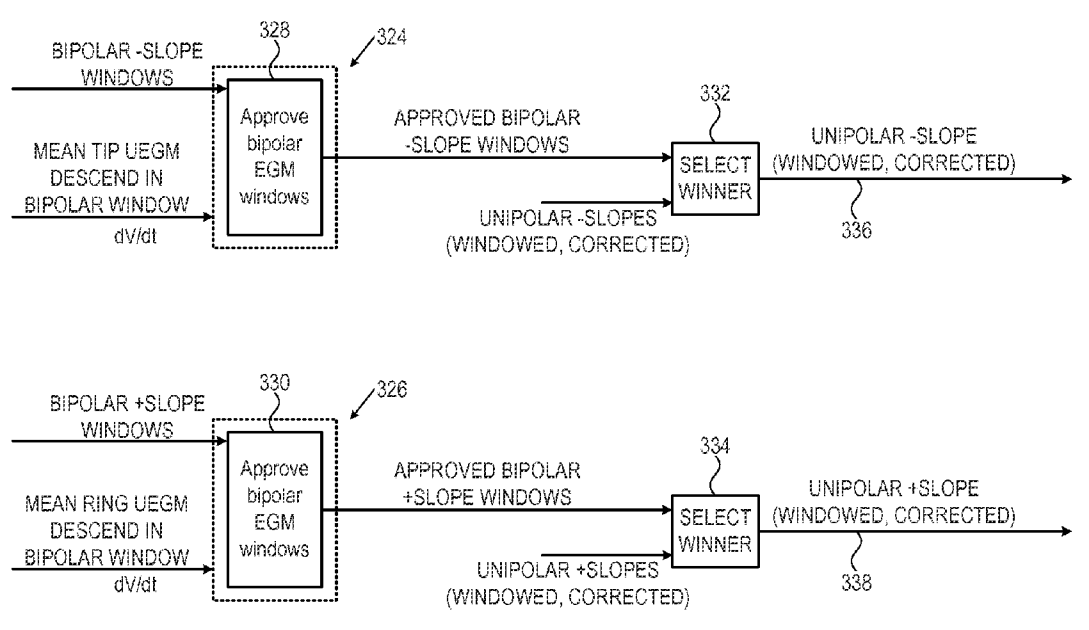 328
324
BIPOLAR -SLOPE
WINDOWS
Approve
bipolar
EGM
windows
MEAN TIP UEGM
DESCEND IN
BIPOLAR WINDOW
dV/dt
APPROVED BIPOLAR
-SLOPE WINDOWS
UNIPOLAR -SLOPES
(WINDOWED, CORRECTED)
332
SELECT
WINNER
UNIPOLAR -SLOPE
(WINDOWED, CORRECTED)
336
330
326
BIPOLAR +SLOPE
WINDOWS
Approve
bipolar
EGM
windows
MEAN RING UEGM
DESCEND IN
BIPOLAR WINDOW
dV/dt
APPROVED BIPOLAR
+SLOPE WINDOWS
UNIPOLAR +SLOPES
(WINDOWED, CORRECTED)
334
SELECT
WINNER
UNIPOLAR +SLOPE
(WINDOWED, CORRECTED)
338